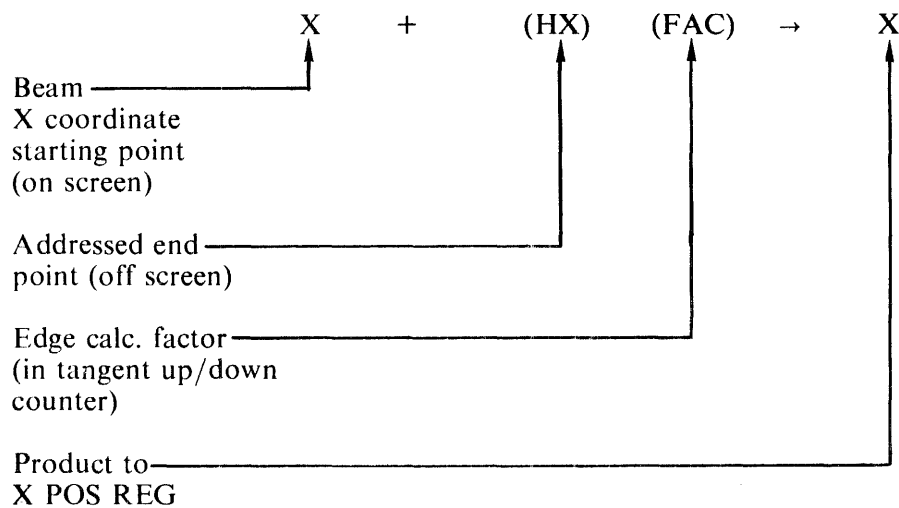 X + (HX) (FAC) → X
Beam
X coordinate
starting point
(on screen)
Addressed end
point (off screen)
Edge calc. factor
(in tangent up/down
counter)
Product to
X POS REG